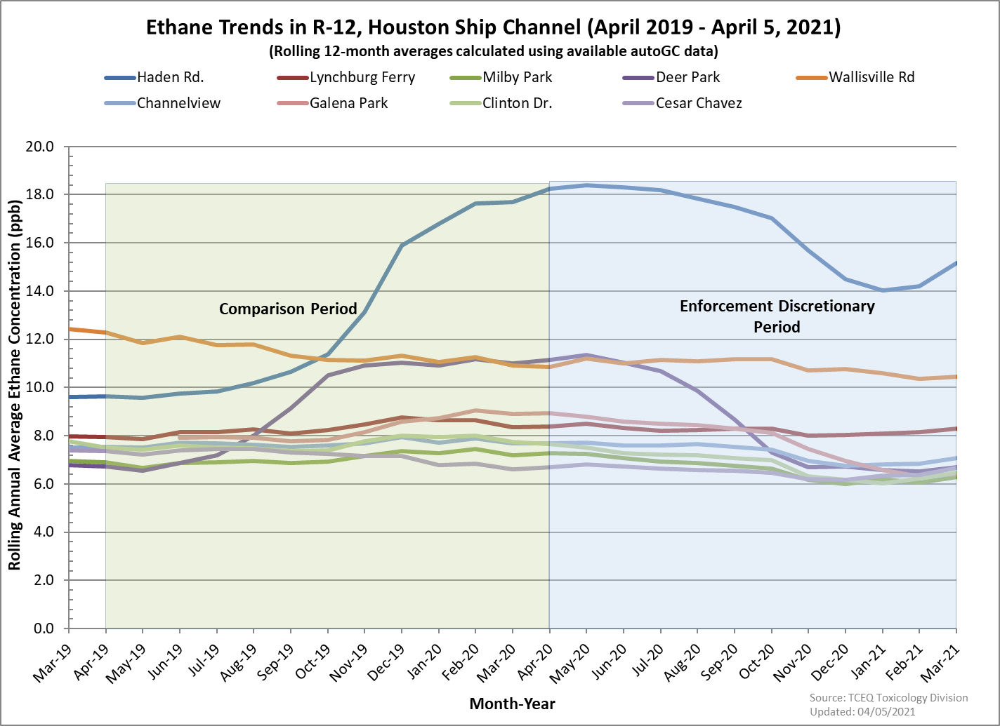 Ethane Trends in R-12, Houston Ship Channel (April 2019 - April 5, 2021)
(Rolling 12-month averages calculated using available autoGC data)
Haden Rd.
Lynchburg Ferry
Milby Park
Deer Park
Wallisville Rd
Channelview
Galena Park
Clinton Dr.
Cesar Chavez
Rolling Annual Average Ethane Concentration (ppb)
20.0
18.0
16.0
14.0
12.0
10.0
8.0
6.0
4.0
2.0
0.0
Comparison Period
Enforcement Discretionary
Period
Mar-19
Apr-19
May-19
Jun-19
Jul-19
Aug-19
Sep-19
Oct-19
Nov-19
Dec-19
Jan-20
Feb-20
Mar-20
Apr-20
May-20
Jun-20
Jul-20
Aug-20
Sep-20
Oct-20
Nov-20
Dec-20
Jan-21
Feb-21
Mar-21
Month-Year
Source: TCEQ Toxicology Division
Updated: 04/05/2021